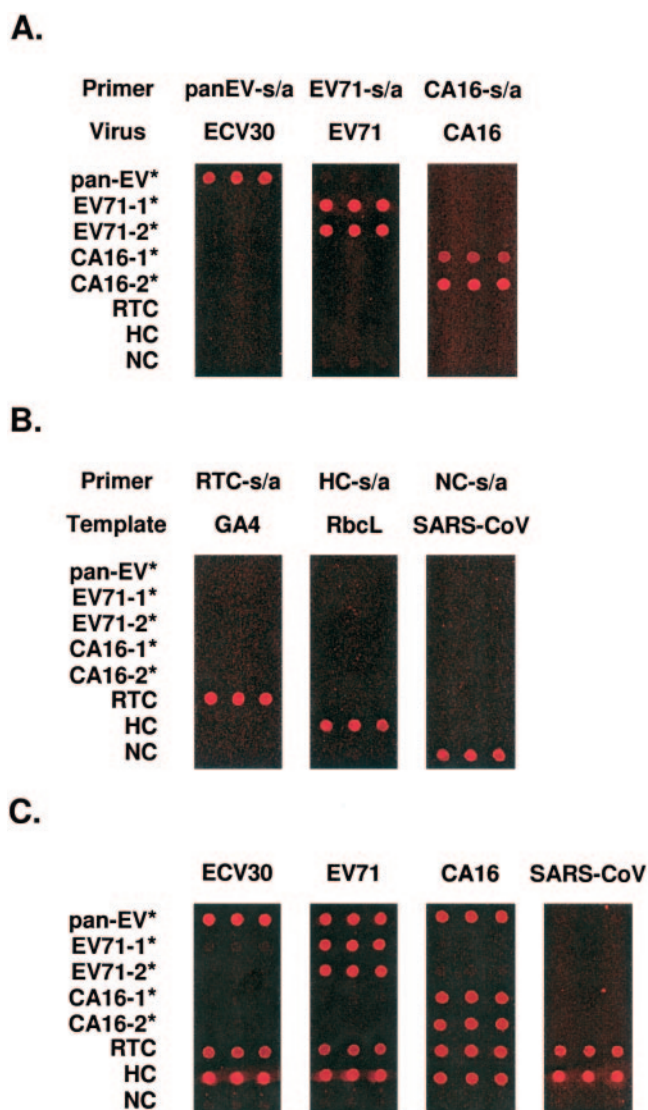 A.
Primer panEV-s/a EV71-s/a CA16-s/a
Virus ECV30 EV71 CA16
pan-EV*
EV71-1*
EV71-2*
CA16-1*
CA16-2*
RTC
HC
NC
B.
Primer RTC-s/a HC-s/a NC-s/a
Template GA4 RbcL SARS-CoV
pan-EV*
EV71-1*
EV71-2*
CA16-1*
CA16-2*
RTC
HC
NC
C.
ECV30 EV71 CA16 SARS-CoV
pan-EV*
EV71-1*
EV71-2*
CA16-1*
CA16-2*
RTC
HC
NC